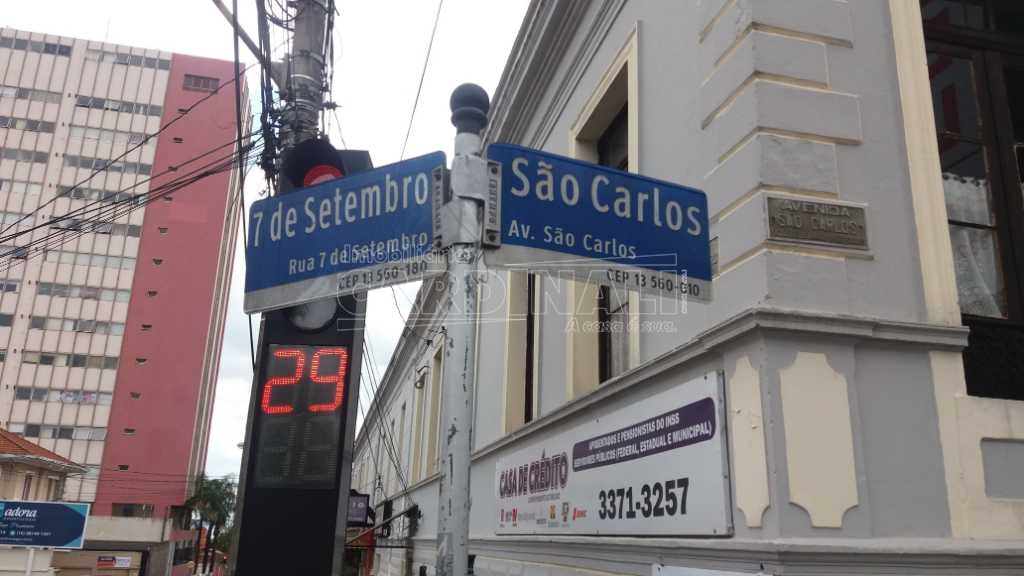 7 de Setembro
Rua 7 de Setembro
CEP 13 560-180
São Carlos
Av. São Carlos
CEP 13 560-010
AVENIDA
SÃO CARLOS
imobiliária
CARDINALI
A casa é sua.
29
APOSENTADOS E PENSIONISTAS DO INSS
SERVIDORES PÚBLICOS (FEDERAL, ESTADUAL E MUNICIPAL)
CASA DE CRÉDITO
3371-3257
adona